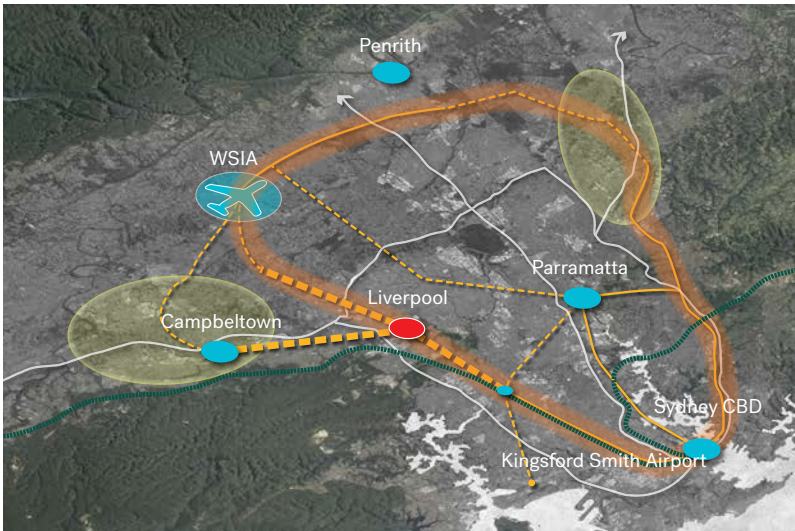 Penrith
WSIA
Parramatta
Liverpool
Campbeltown
Sydney CBD
Kingsford Smith Airport